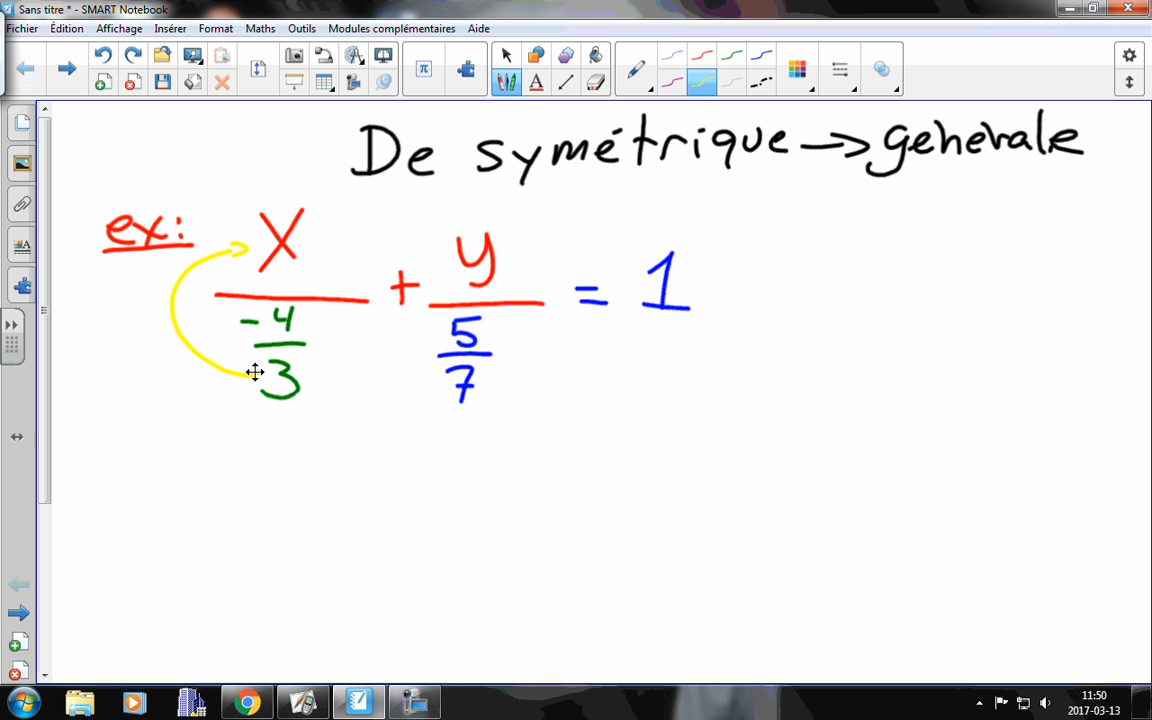 Sans titre * - SMART Notebook
Fichier Édition Affichage Insérer Format Maths Outils Modules complémentaires Aide
De symétrique → genérale
ex:
x/(-4/3) + y/(5/7) = 1
11:50
2017-03-13